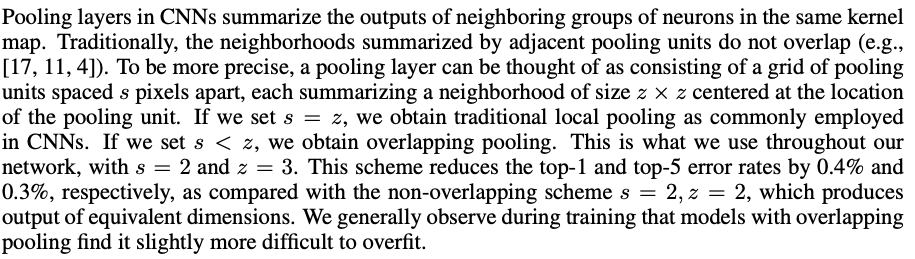 Pooling layers in CNNs summarize the outputs of neighboring groups of neurons in the same kernel
map. Traditionally, the neighborhoods summarized by adjacent pooling units do not overlap (e.g.,
[17, 11, 4]). To be more precise, a pooling layer can be thought of as consisting of a grid of pooling
units spaced s pixels apart, each summarizing a neighborhood of size z × z centered at the location
of the pooling unit. If we set s = z, we obtain traditional local pooling as commonly employed
in CNNs. If we set s < z, we obtain overlapping pooling. This is what we use throughout our
network, with s = 2 and z = 3. This scheme reduces the top-1 and top-5 error rates by 0.4% and
0.3%, respectively, as compared with the non-overlapping scheme s = 2, z = 2, which produces
output of equivalent dimensions. We generally observe during training that models with overlapping
pooling find it slightly more difficult to overfit.